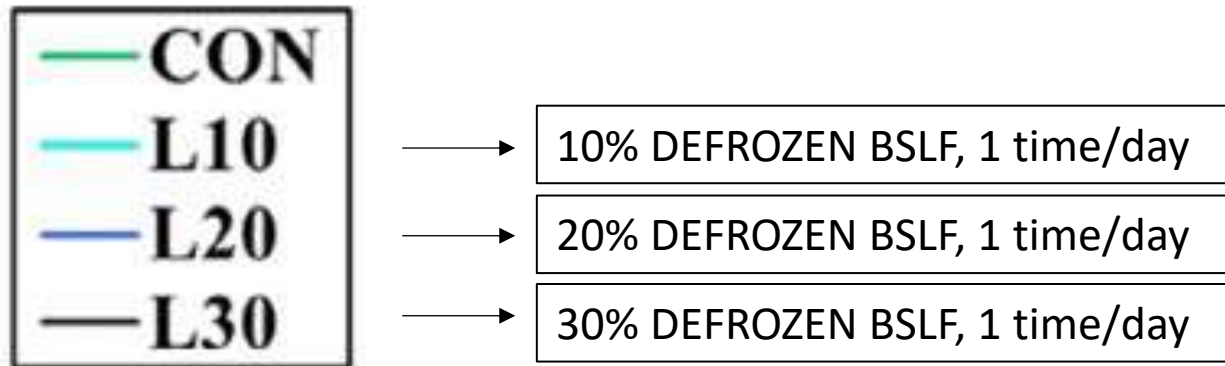 CON
L10
10% DEFROZEN BSLF, 1 time/day
L20
20% DEFROZEN BSLF, 1 time/day
L30
30% DEFROZEN BSLF, 1 time/day